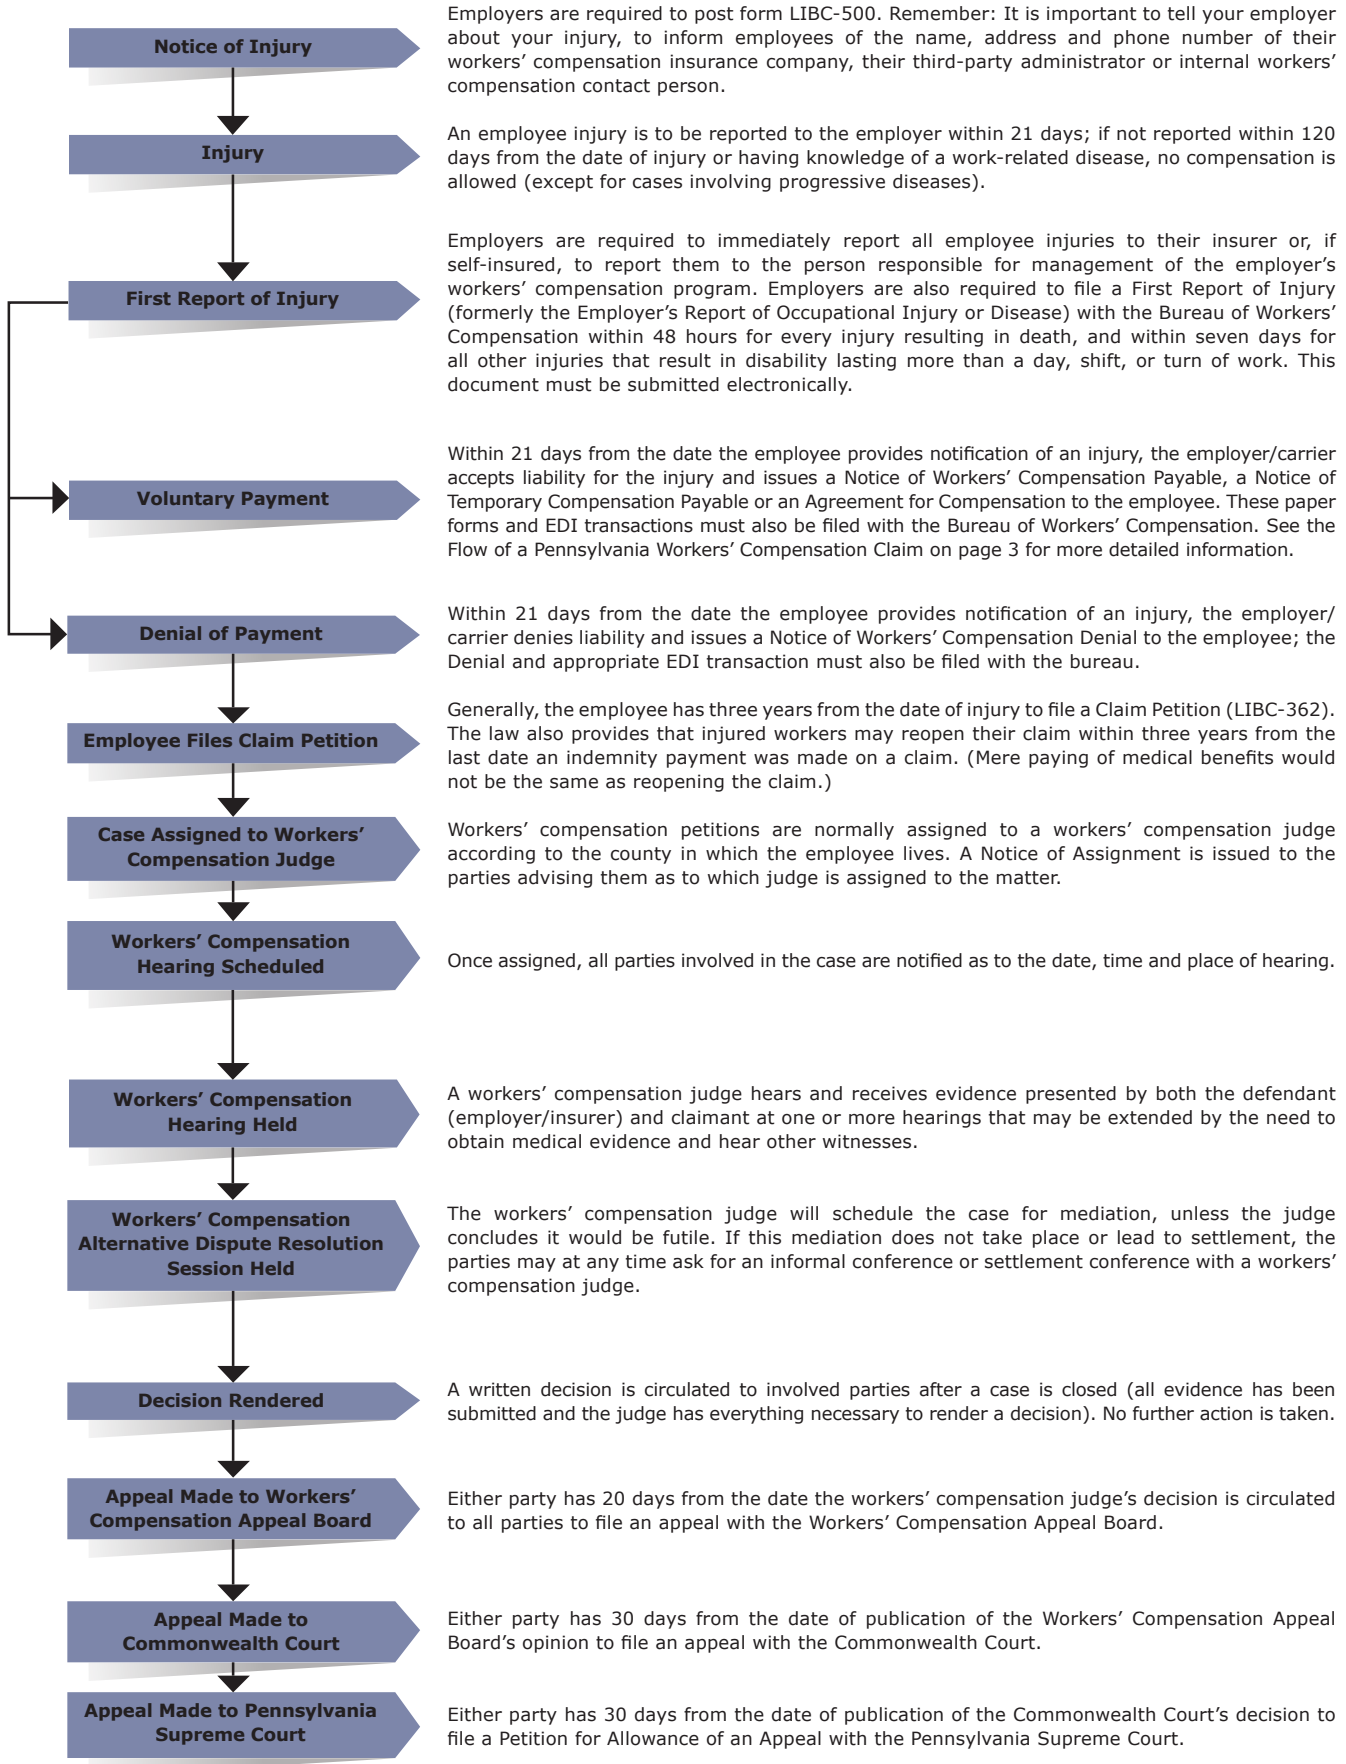 Notice of Injury
Employers are required to post form LIBC-500. Remember: It is important to tell your employer
about your injury, to inform employees of the name, address and phone number of their
workers’ compensation insurance company, their third-party administrator or internal workers’
compensation contact person.
Injury
An employee injury is to be reported to the employer within 21 days; if not reported within 120
days from the date of injury or having knowledge of a work-related disease, no compensation is
allowed (except for cases involving progressive diseases).
First Report of Injury
Employers are required to immediately report all employee injuries to their insurer or, if
self-insured, to report them to the person responsible for management of the employer’s
workers’ compensation program. Employers are also required to file a First Report of Injury
(formerly the Employer’s Report of Occupational Injury or Disease) with the Bureau of Workers’
Compensation within 48 hours for every injury resulting in death, and within seven days for
all other injuries that result in disability lasting more than a day, shift, or turn of work. This
document must be submitted electronically.
Voluntary Payment
Within 21 days from the date the employee provides notification of an injury, the employer/carrier
accepts liability for the injury and issues a Notice of Workers’ Compensation Payable, a Notice of
Temporary Compensation Payable or an Agreement for Compensation to the employee. These paper
forms and EDI transactions must also be filed with the Bureau of Workers’ Compensation. See the
Flow of a Pennsylvania Workers’ Compensation Claim on page 3 for more detailed information.
Denial of Payment
Within 21 days from the date the employee provides notification of an injury, the employer/
carrier denies liability and issues a Notice of Workers’ Compensation Denial to the employee; the
Denial and appropriate EDI transaction must also be filed with the bureau.
Employee Files Claim Petition
Generally, the employee has three years from the date of injury to file a Claim Petition (LIBC-362).
The law also provides that injured workers may reopen their claim within three years from the
last date an indemnity payment was made on a claim. (Mere paying of medical benefits would
not be the same as reopening the claim.)
Case Assigned to Workers’
Compensation Judge
Workers’ compensation petitions are normally assigned to a workers’ compensation judge
according to the county in which the employee lives. A Notice of Assignment is issued to the
parties advising them as to which judge is assigned to the matter.
Workers’ Compensation
Hearing Scheduled
Once assigned, all parties involved in the case are notified as to the date, time and place of hearing.
Workers’ Compensation
Hearing Held
A workers’ compensation judge hears and receives evidence presented by both the defendant
(employer/insurer) and claimant at one or more hearings that may be extended by the need to
obtain medical evidence and hear other witnesses.
Workers’ Compensation
Alternative Dispute Resolution
Session Held
The workers’ compensation judge will schedule the case for mediation, unless the judge
concludes it would be futile. If this mediation does not take place or lead to settlement, the
parties may at any time ask for an informal conference or settlement conference with a workers’
compensation judge.
Decision Rendered
A written decision is circulated to involved parties after a case is closed (all evidence has been
submitted and the judge has everything necessary to render a decision). No further action is taken.
Appeal Made to Workers’
Compensation Appeal Board
Either party has 20 days from the date the workers’ compensation judge’s decision is circulated
to all parties to file an appeal with the Workers’ Compensation Appeal Board.
Appeal Made to
Commonwealth Court
Either party has 30 days from the date of publication of the Workers’ Compensation Appeal
Board’s opinion to file an appeal with the Commonwealth Court.
Appeal Made to Pennsylvania
Supreme Court
Either party has 30 days from the date of publication of the Commonwealth Court’s decision to
file a Petition for Allowance of an Appeal with the Pennsylvania Supreme Court.